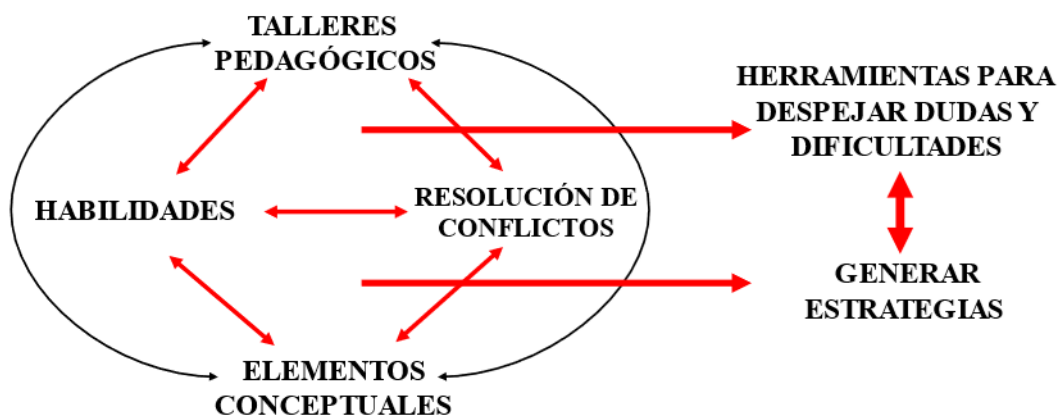 TALLERES
PEDAGÓGICOS
HERRAMIENTAS PARA
DESPEJAR DUDAS Y
DIFICULTADES
HABILIDADES
RESOLUCIÓN DE
CONFLICTOS
GENERAR
ESTRATEGIAS
ELEMENTOS
CONCEPTUALES